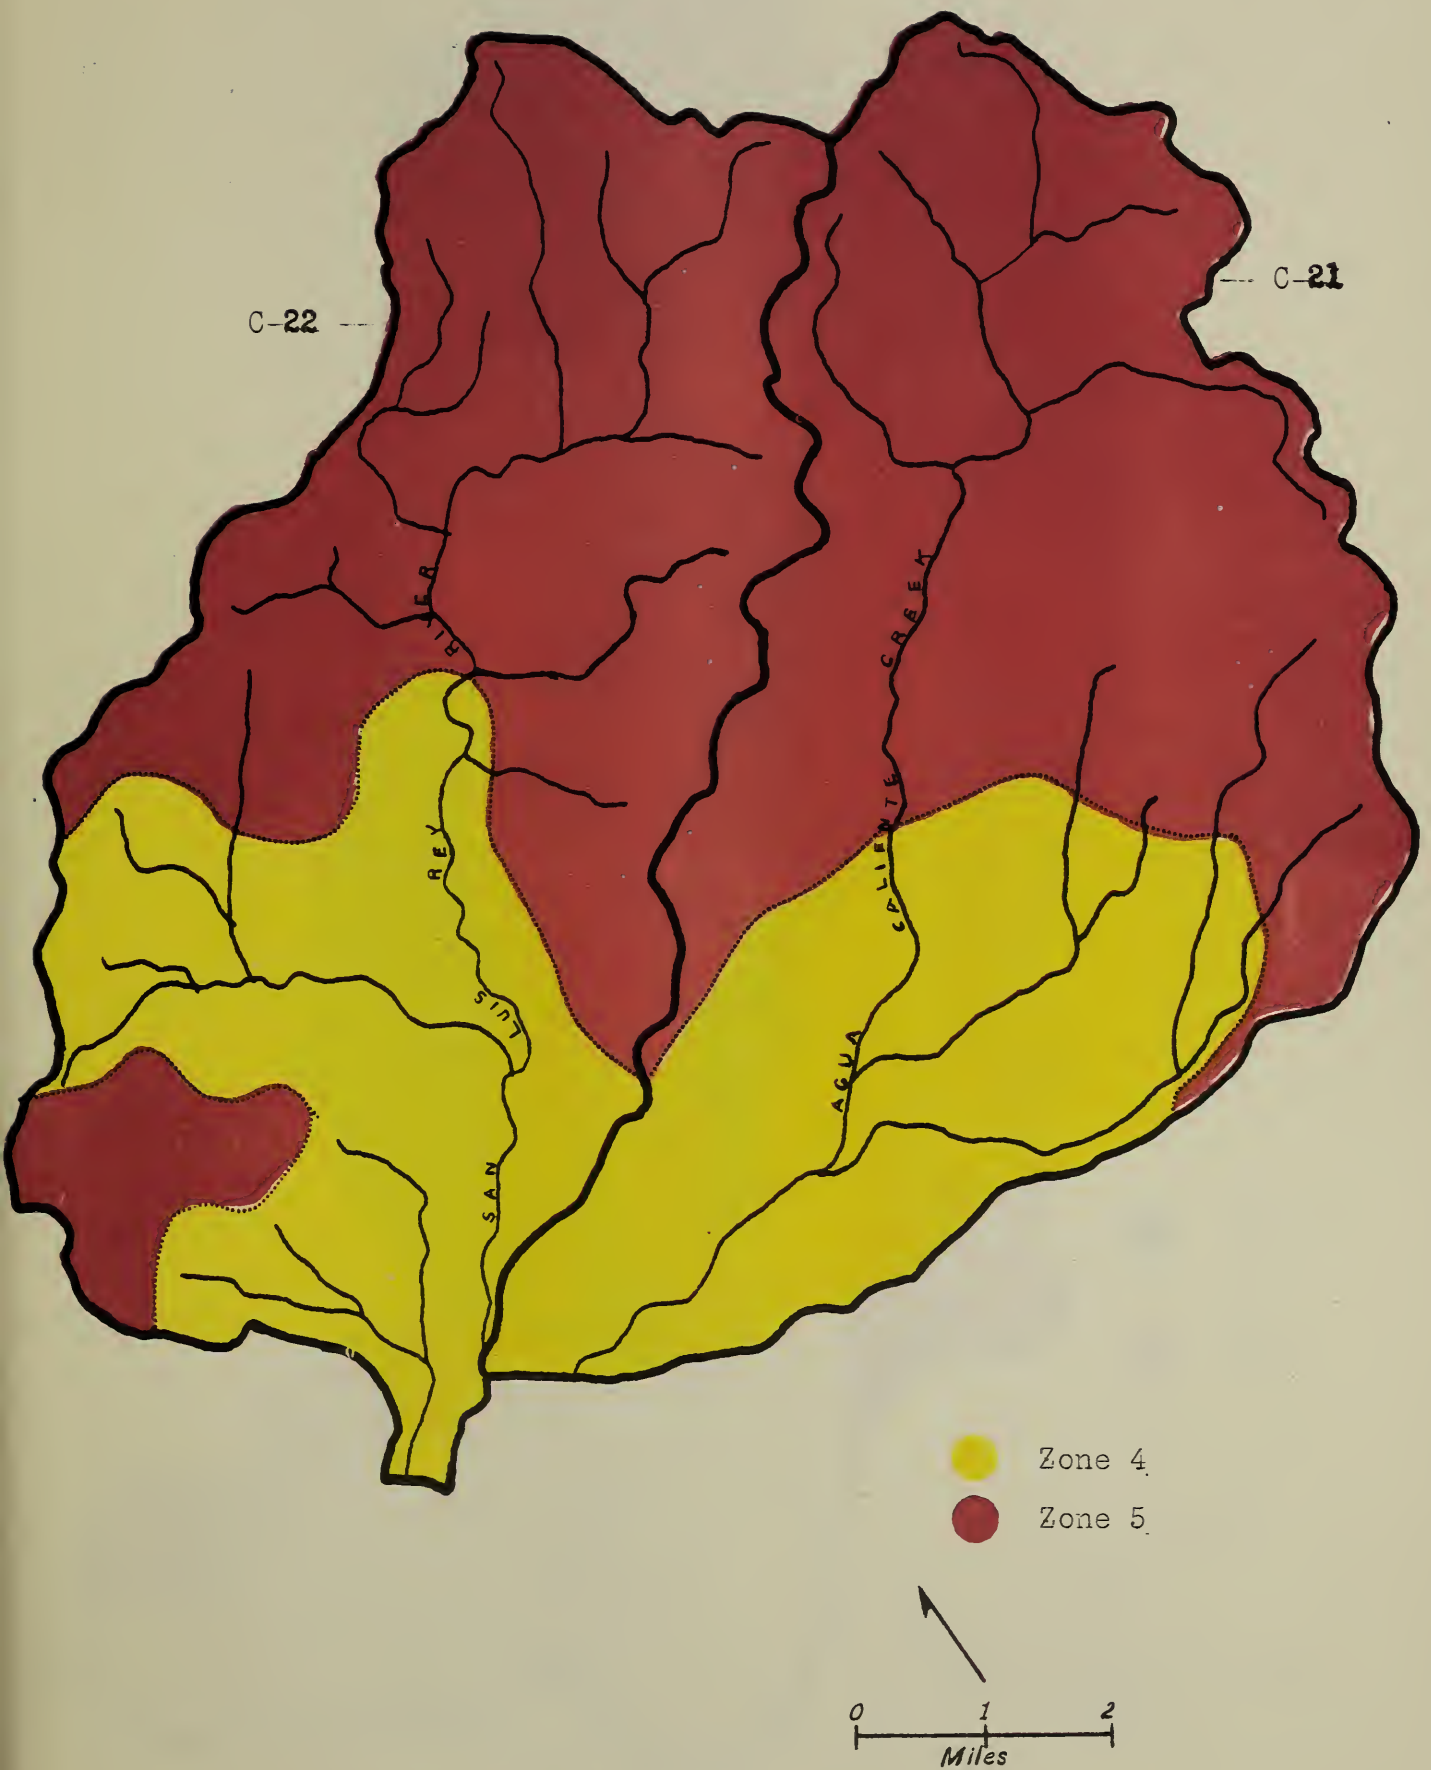 C-21
C-22
SAN LUIS REY RIVER
AGUA CALIENTE CREEK
Zone 4
Zone 5
0 1 2
Miles